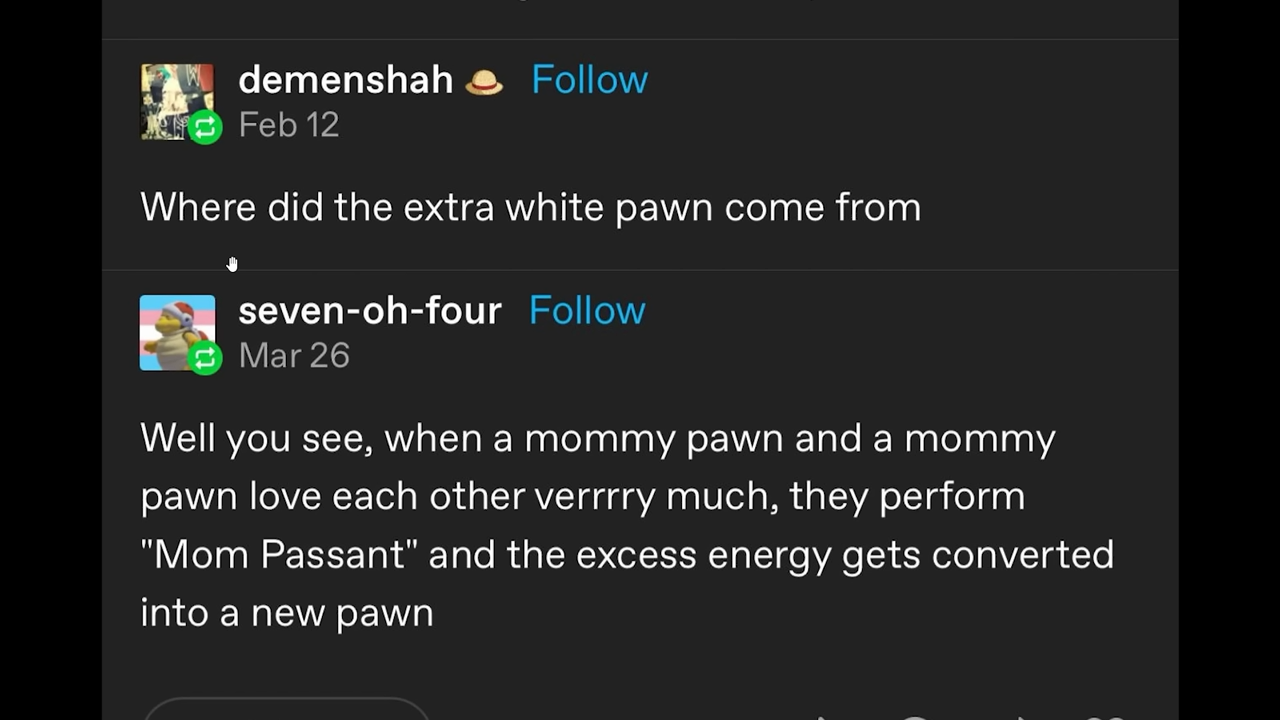 demenshah Follow
Feb 12
Where did the extra white pawn come from
seven-oh-four Follow
Mar 26
Well you see, when a mommy pawn and a mommy
pawn love each other verrrry much, they perform
"Mom Passant" and the excess energy gets converted
into a new pawn